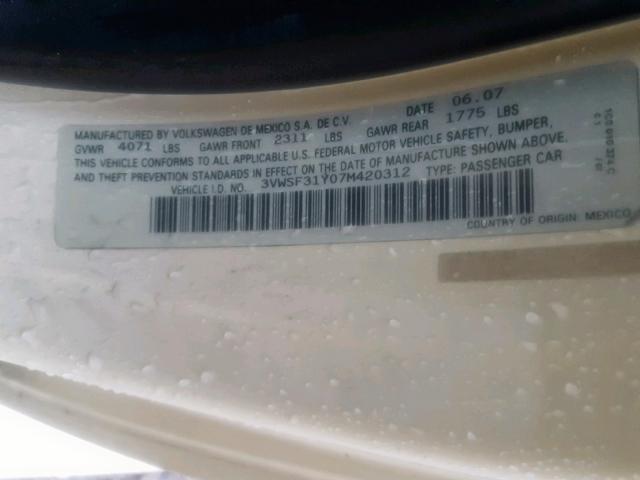 MANUFACTURED BY VOLKSWAGEN DE MEXICO S.A. DE C.V. DATE 06.07
GVWR 4071 LBS GAWR FRONT 2311 LBS GAWR REAR 1775 LBS
THIS VEHICLE CONFORMS TO ALL APPLICABLE U.S. FEDERAL MOTOR VEHICLE SAFETY, BUMPER,
AND THEFT PREVENTION STANDARDS IN EFFECT ON THE DATE OF MANUFACTURE SHOWN ABOVE.
VEHICLE I.D. NO. 3VWSF31Y07M420312 TYPE: PASSENGER CAR
COUNTRY OF ORIGIN: MEXICO